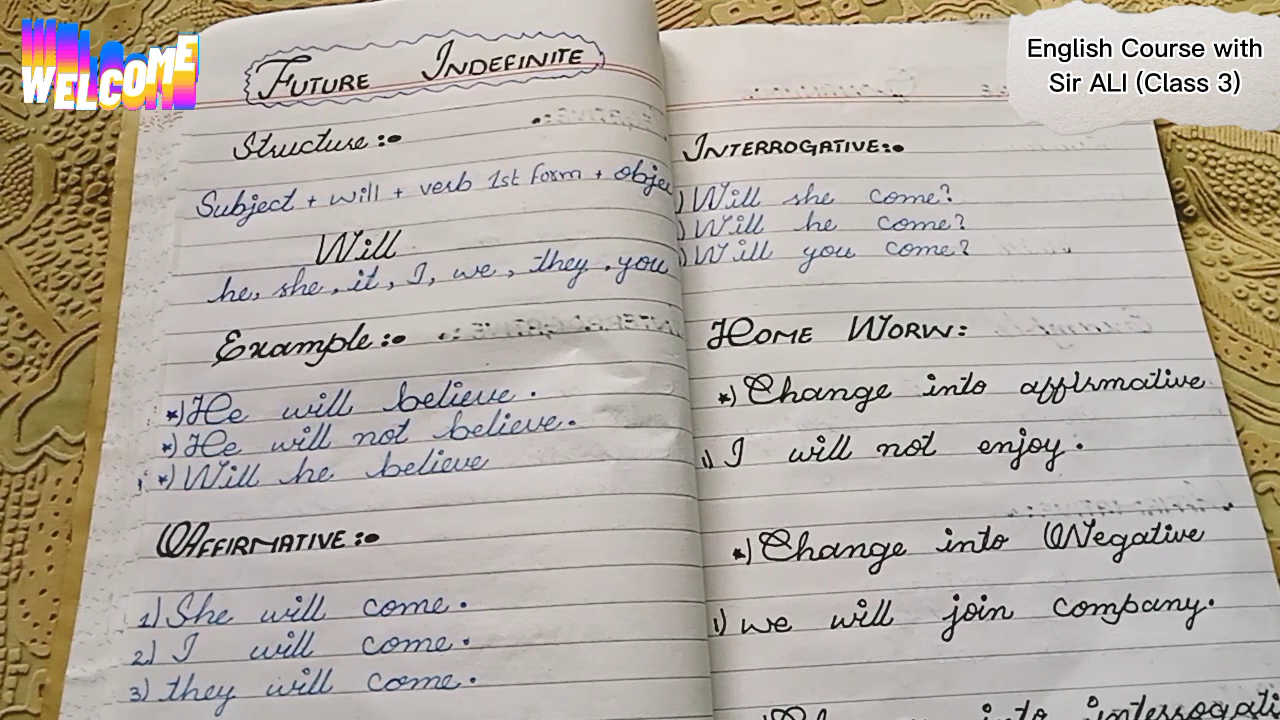 WELCOME
English Course with
Sir ALI (Class 3)
FUTURE INDEFINITE
Structure:
Subject + will + verb 1st form + objec
Will
he, she, it, I, we, they, you
Example:
*) He will believe.
*) He will not believe.
*) Will he believe
AFFIRMATIVE:
1) She will come.
2) I will come.
3) they will come.
INTERROGATIVE:
) Will she come?
) Will he come?
) Will you come?
HOME WORW:
*) Change into affirmative
1) I will not enjoy.
*) Change into Negative
1) we will join company.
into interrogati